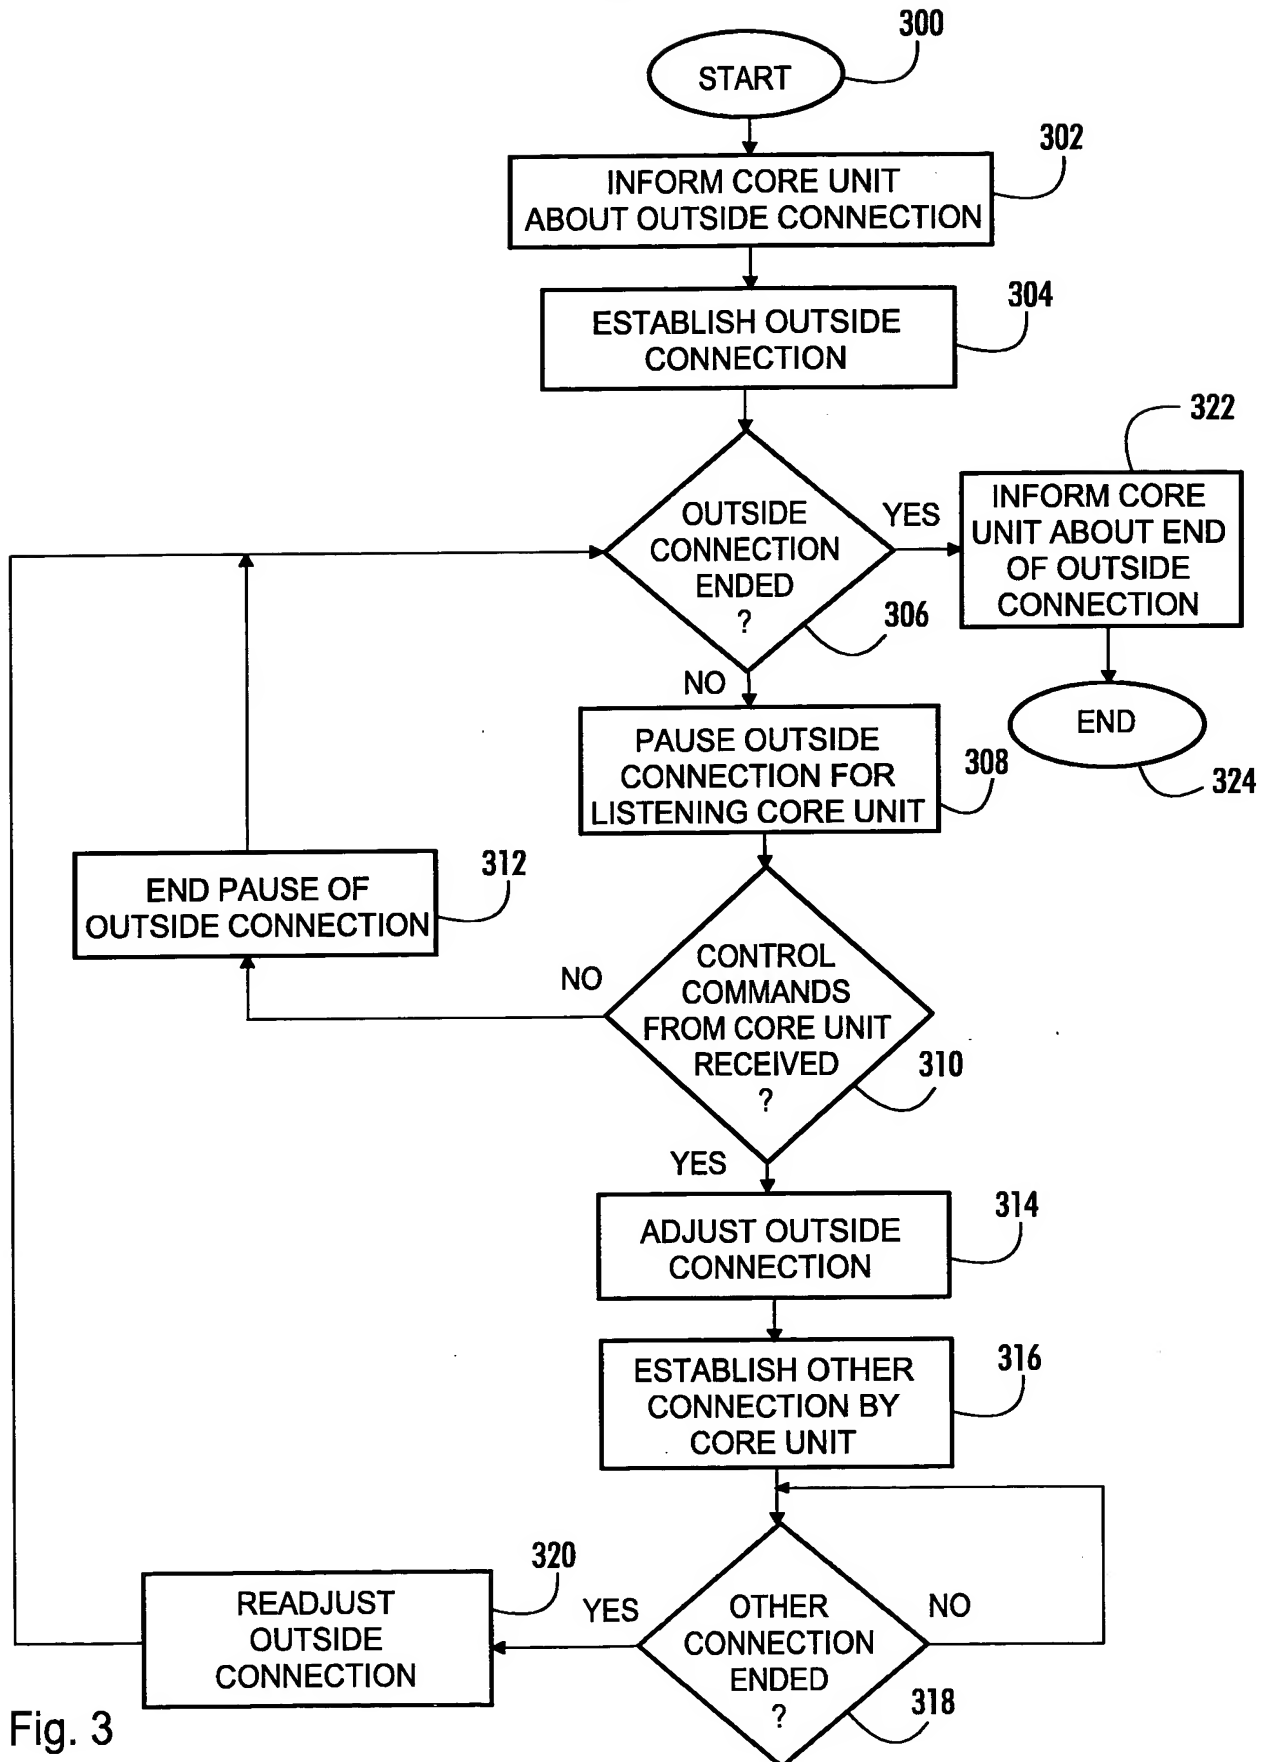 300
START
302
INFORM CORE UNIT
ABOUT OUTSIDE CONNECTION
304
ESTABLISH OUTSIDE
CONNECTION
322
OUTSIDE
CONNECTION
ENDED
?
YES
306
INFORM CORE
UNIT ABOUT END
OF OUTSIDE
CONNECTION
NO
END
324
PAUSE OUTSIDE
CONNECTION FOR
LISTENING CORE UNIT
308
312
END PAUSE OF
OUTSIDE CONNECTION
NO
CONTROL
COMMANDS
FROM CORE UNIT
RECEIVED
?
310
YES
314
ADJUST OUTSIDE
CONNECTION
316
ESTABLISH OTHER
CONNECTION BY
CORE UNIT
320
READJUST
OUTSIDE
CONNECTION
YES
OTHER
CONNECTION
ENDED
?
NO
318
Fig. 3